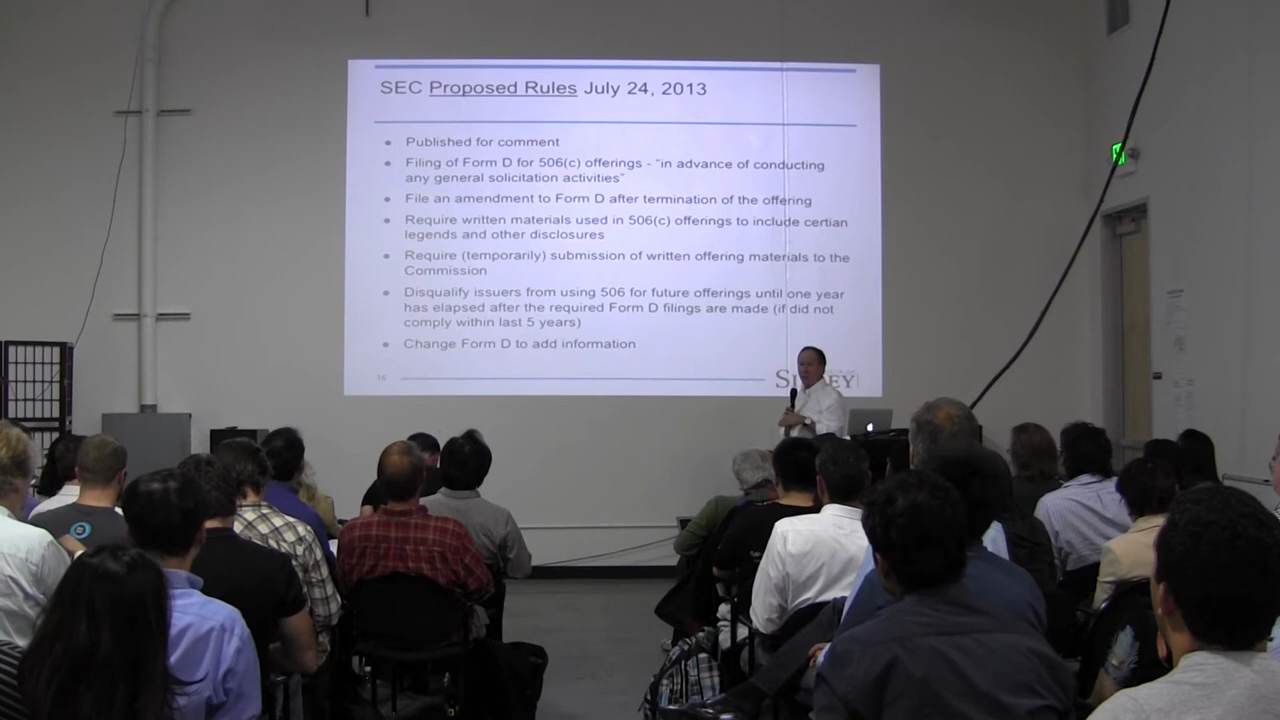 SEC Proposed Rules July 24, 2013
Published for comment
Filing of Form D for 506(c) offerings - "in advance of conducting
any general solicitation activities"
File an amendment to Form D after termination of the offering
Require written materials used in 506(c) offerings to include certian
legends and other disclosures
Require (temporarily) submission of written offering materials to the
Commission
Disqualify issuers from using 506 for future offerings until one year
has elapsed after the required Form D filings are made (if did not
comply within last 5 years)
Change Form D to add information
16